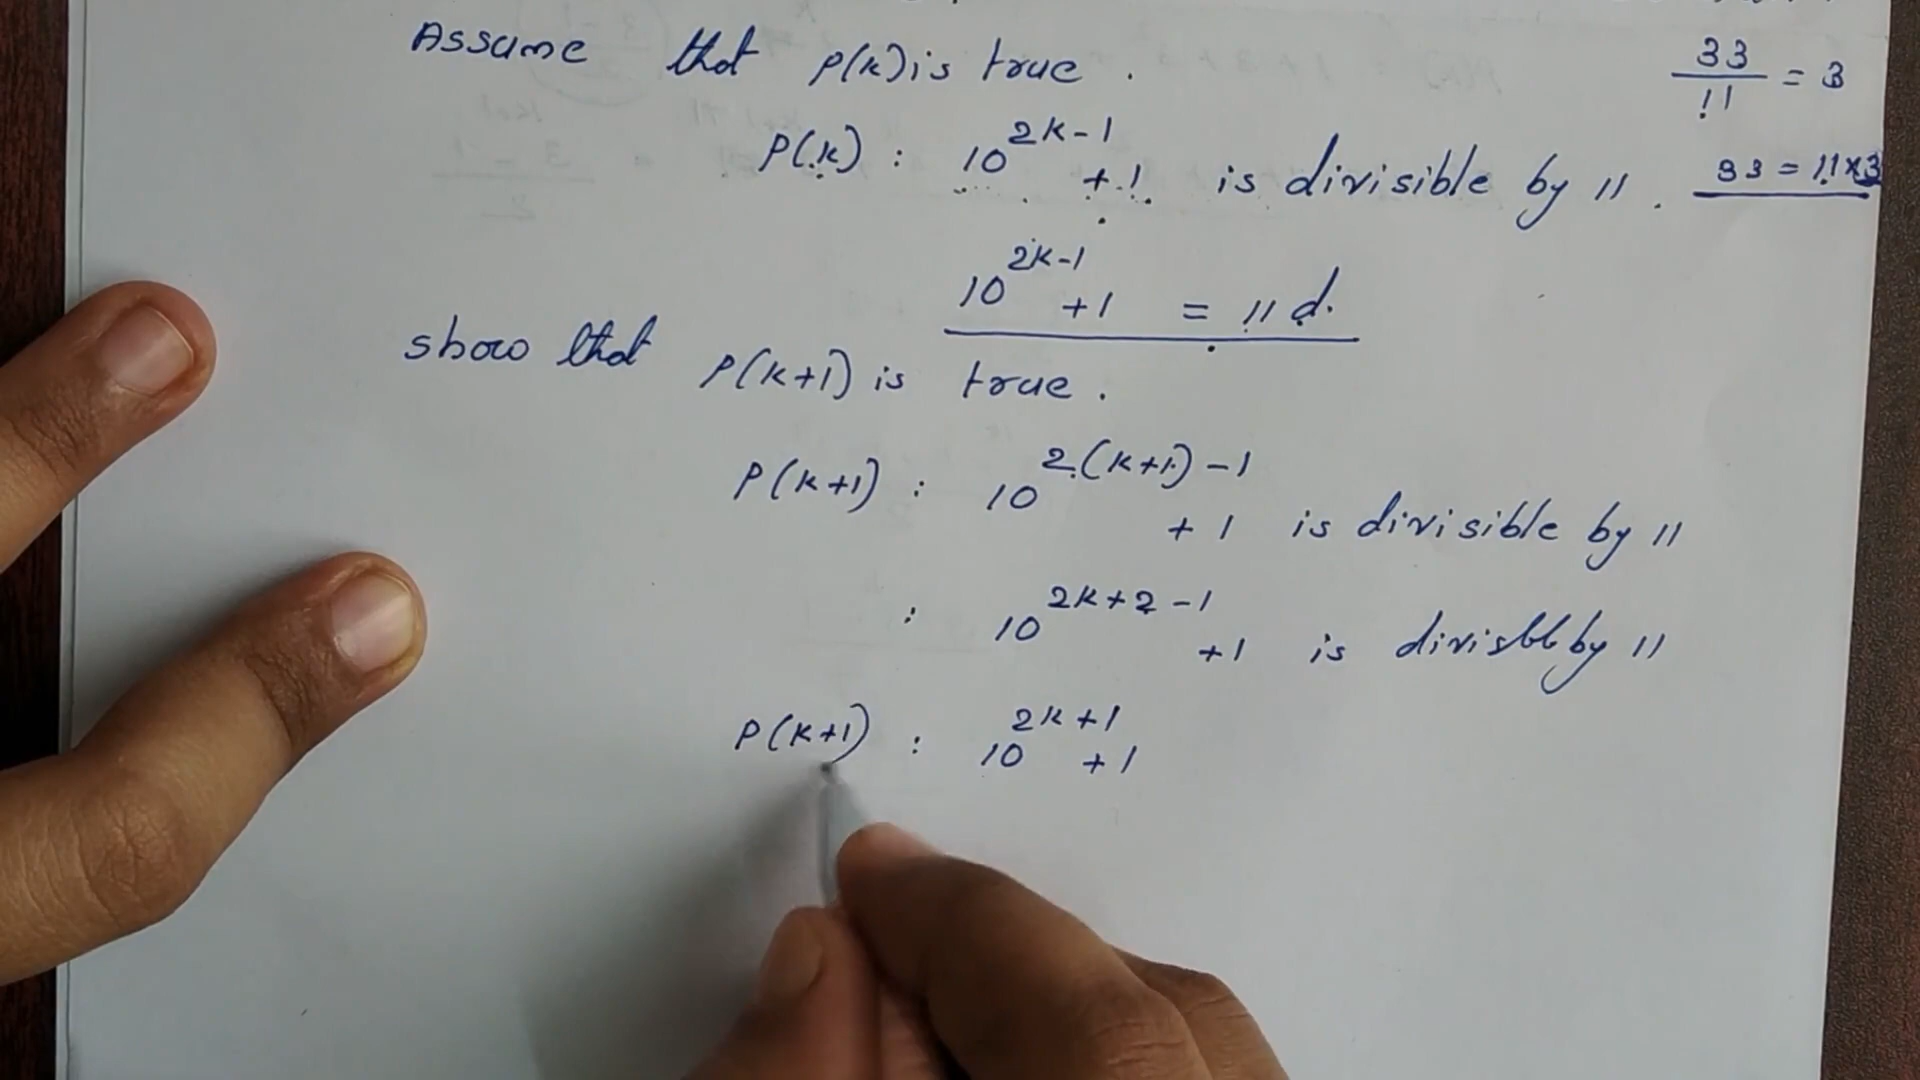 Assume that P(k) is true .
33/11 = 3
P(k) : 10^(2k-1) + 1 is divisible by 11 .
33 = 11×3
10^(2k-1) + 1 = 11 d.
show that P(k+1) is true .
P(k+1) : 10^(2(k+1)-1) + 1 is divisible by 11
: 10^(2k+2-1) + 1 is divisible by 11
P(k+1) : 10^(2k+1) + 1